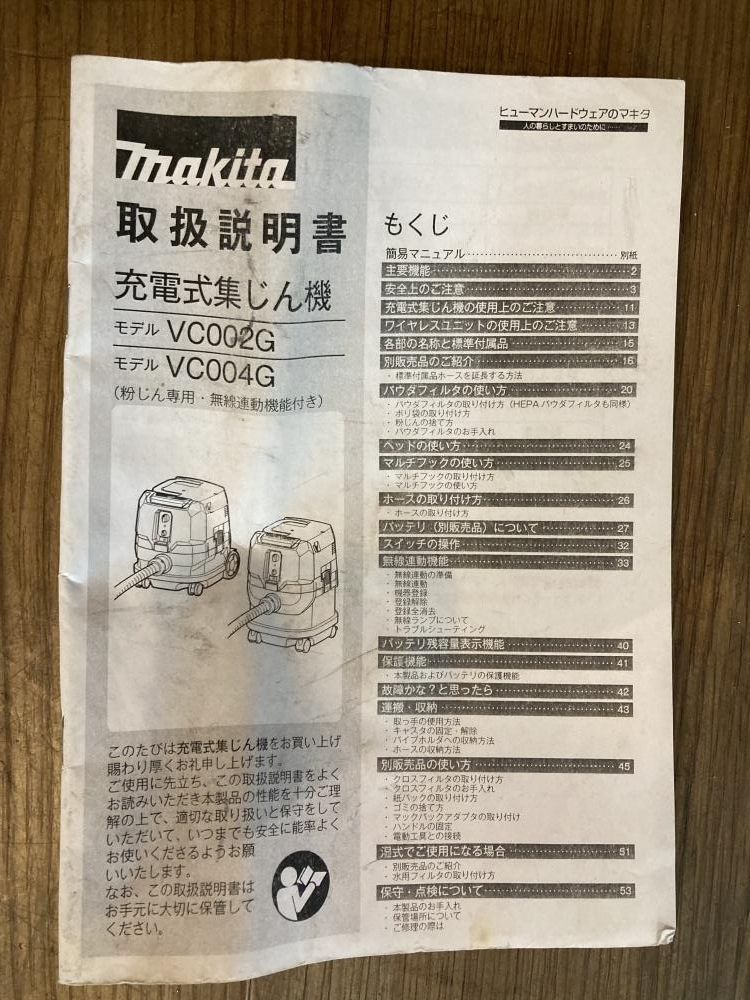 makita
取扱説明書
充電式集じん機
モデル VC002G
モデル VC004G
(粉じん専用・無線連動機能付き)
このたびは充電式集じん機をお買い上げ
賜わり厚くお礼申し上げます。
ご使用に先立ち、この取扱説明書をよく
お読みいただき本製品の性能を十分ご理
解の上で、適切な取り扱いと保守をして
いただいて、いつまでも安全に能率よく
お使いくださるようお願
いいたします。
なお、この取扱説明書は
お手元に大切に保管して
ください。
ヒューマンハードウェアのマキタ
人の暮らしとすまいのために……
もくじ
簡易マニュアル 別紙
主要機能 2
安全上のご注意 3
充電式集じん機の使用上のご注意 11
ワイヤレスユニットの使用上のご注意 13
各部の名称と標準付属品 15
別販売品のご紹介 16
・標準付属品ホースを延長する方法
パウダフィルタの使い方 20
・パウダフィルタの取り付け方(HEPAパウダフィルタも同様)
・ポリ袋の取り付け方
・粉じんの捨て方
・パウダフィルタのお手入れ
ヘッドの使い方 24
マルチフックの使い方 25
・マルチフックの取り付け方
・マルチフックの使い方
ホースの取り付け方 26
・ホースの取り付け方
バッテリ(別販売品)について 27
スイッチの操作 32
無線連動機能 33
・無線連動の準備
・無線連動
・機器登録
・登録解除
・登録全消去
・無線ランプについて
・トラブルシューティング
バッテリ残容量表示機能 40
保護機能 41
・本製品およびバッテリの保護機能
故障かな?と思ったら 42
運搬・収納 43
・取っ手の使用方法
・キャスタの固定・解除
・パイプホルダへの収納方法
・ホースの収納方法
別販売品の使い方 45
・クロスフィルタの取り付け方
・クロスフィルタのお手入れ
・紙パックの取り付け方
・ゴミの捨て方
・マックパックアダプタの取り付け
・ハンドルの固定
・電動工具との接続
湿式でご使用になる場合 51
・別販売品のご紹介
・水用フィルタの取り付け方
保守・点検について 53
・本製品のお手入れ
・保管場所について
・ご修理の際は